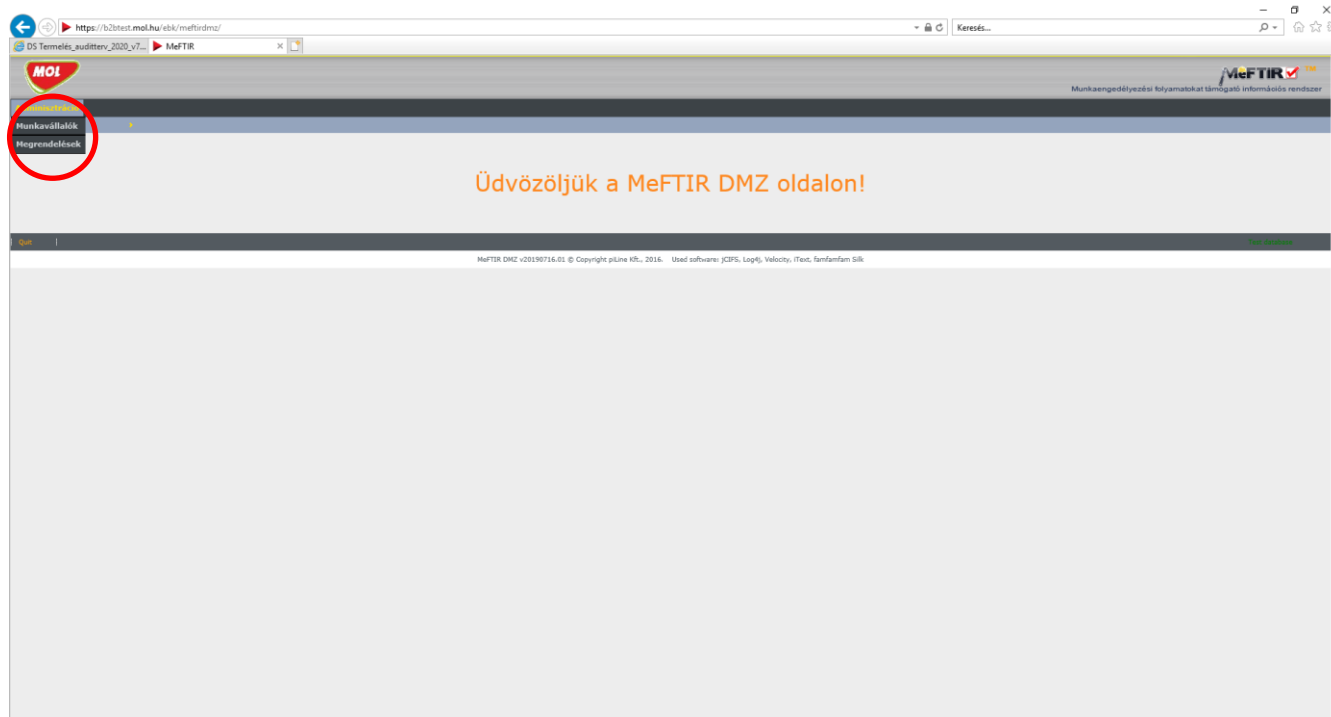 https://b2btest.mol.hu/ebk/meftirdmz/
Keresés...
DS Termelés_auditterv_2020_v7...
MeFTIR
MOL
MeFTIR
Munkaengedélyezési folyamatokat támogató információs rendszer
Adminisztráció
Munkavállalók
Megrendelések
Üdvözöljük a MeFTIR DMZ oldalon!
| Quit |
MeFTIR DMZ v20190716.01 © Copyright piLine Kft., 2016. Used software: jCIFS, Log4j, Velocity, iText, famfamfam Silk